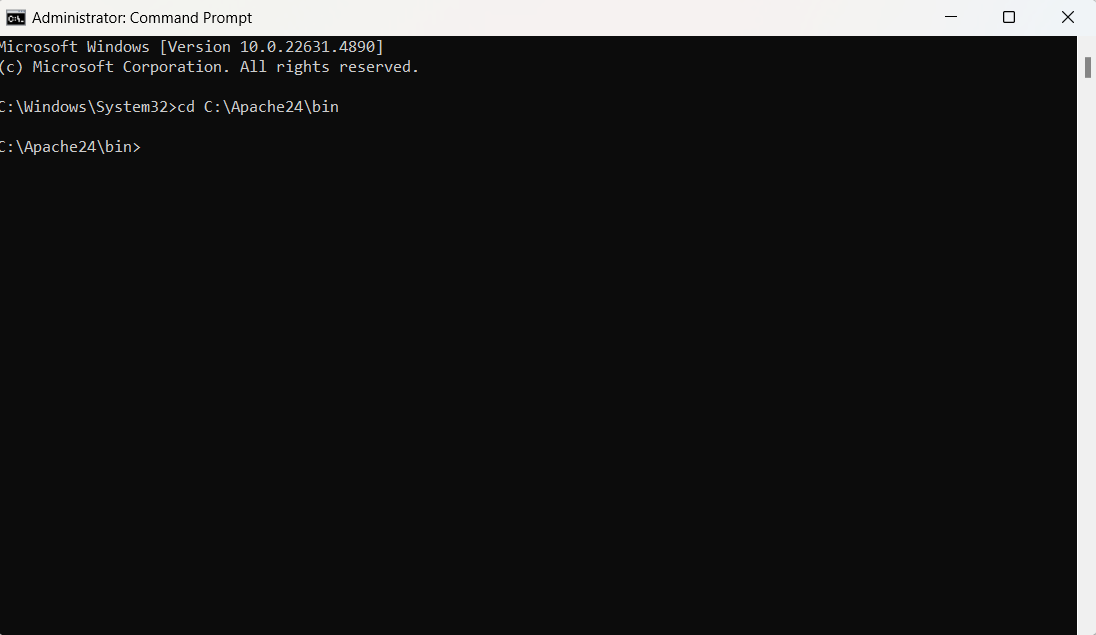 Administrator: Command Prompt
Microsoft Windows [Version 10.0.22631.4890]
(c) Microsoft Corporation. All rights reserved.
C:\Windows\System32>cd C:\Apache24\bin
C:\Apache24\bin>